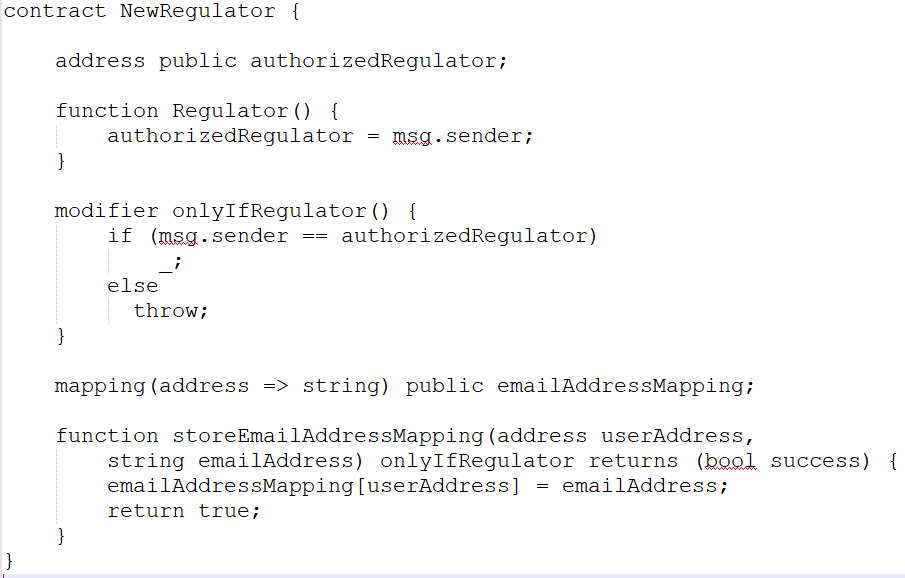 contract NewRegulator {
address public authorizedRegulator;
function Regulator() {
authorizedRegulator = msg.sender;
}
modifier onlyIfRegulator() {
if (msg.sender == authorizedRegulator)
_;
else
throw;
}
mapping(address => string) public emailAddressMapping;
function storeEmailAddressMapping(address userAddress,
string emailAddress) onlyIfRegulator returns (bool success) {
emailAddressMapping[userAddress] = emailAddress;
return true;
}
}